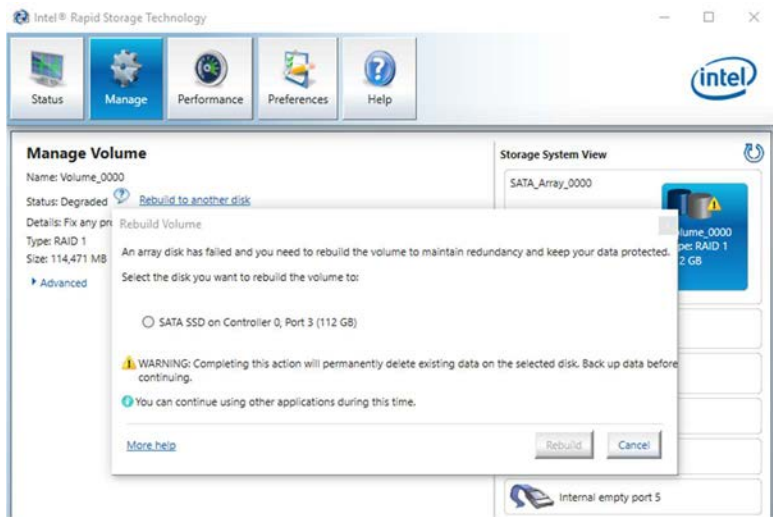 Intel® Rapid Storage Technology
Status
Manage
Performance
Preferences
Help
intel
Manage Volume
Name: Volume_0000
Status: Degraded
Rebuild to another disk
Details: Fix any
Type: RAID 1
Size: 114,471 MB
Advanced
Storage System View
SATA_Array_0000
RAID 1
2 GB
Rebuild Volume
An array disk has failed and you need to rebuild the volume to maintain redundancy and keep your data protected.
Select the disk you want to rebuild the volume to:
SATA SSD on Controller 0, Port 3 (112 GB)
WARNING: Completing this action will permanently delete existing data on the selected disk. Back up data before
continuing.
You can continue using other applications during this time.
More help
Rebuild
Cancel
Internal empty port 5